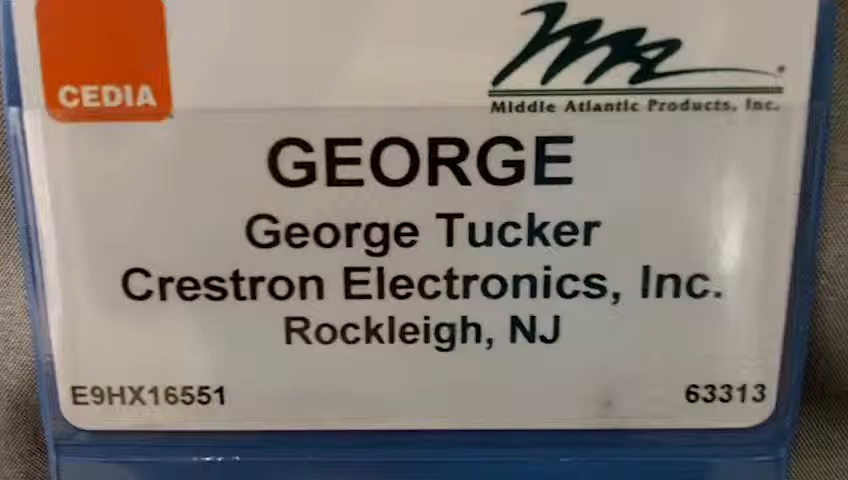 CEDIA
Middle Atlantic Products, Inc.
GEORGE
George Tucker
Crestron Electronics, Inc.
Rockleigh, NJ
E9HX16551
63313